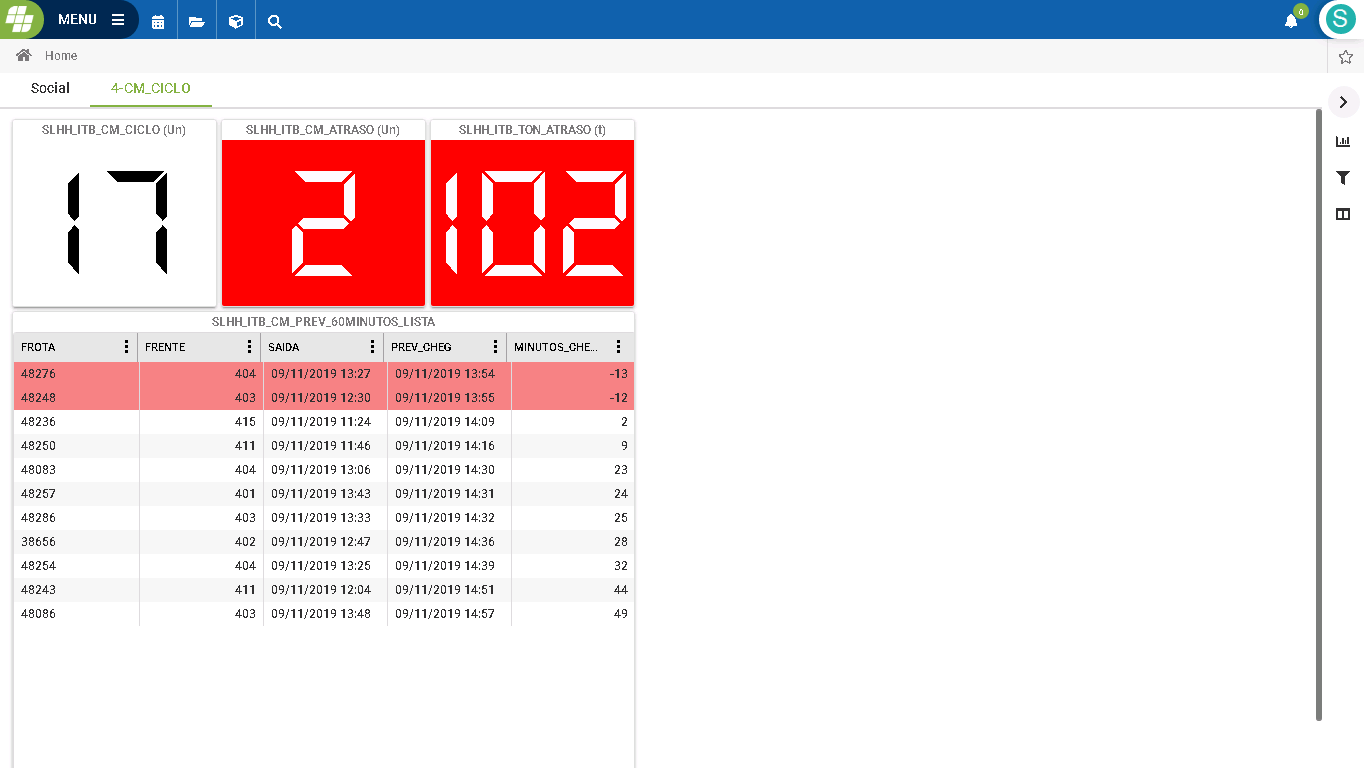 MENU
0
S
Home
Social 4-CM_CICLO
SLHH_ITB_CM_CICLO (Un) SLHH_ITB_CM_ATRASO (Un) SLHH_ITB_TON_ATRASO (t)
17 2 102
SLHH_ITB_CM_PREV_60MINUTOS_LISTA
FROTA FRENTE SAIDA PREV_CHEG MINUTOS_CHE...
48276 404 09/11/2019 13:27 09/11/2019 13:54 -13
48248 403 09/11/2019 12:30 09/11/2019 13:55 -12
48236 415 09/11/2019 11:24 09/11/2019 14:09 2
48250 411 09/11/2019 11:46 09/11/2019 14:16 9
48083 404 09/11/2019 13:06 09/11/2019 14:30 23
48257 401 09/11/2019 13:43 09/11/2019 14:31 24
48286 403 09/11/2019 13:33 09/11/2019 14:32 25
38656 402 09/11/2019 12:47 09/11/2019 14:36 28
48254 404 09/11/2019 13:25 09/11/2019 14:39 32
48243 411 09/11/2019 12:04 09/11/2019 14:51 44
48086 403 09/11/2019 13:48 09/11/2019 14:57 49